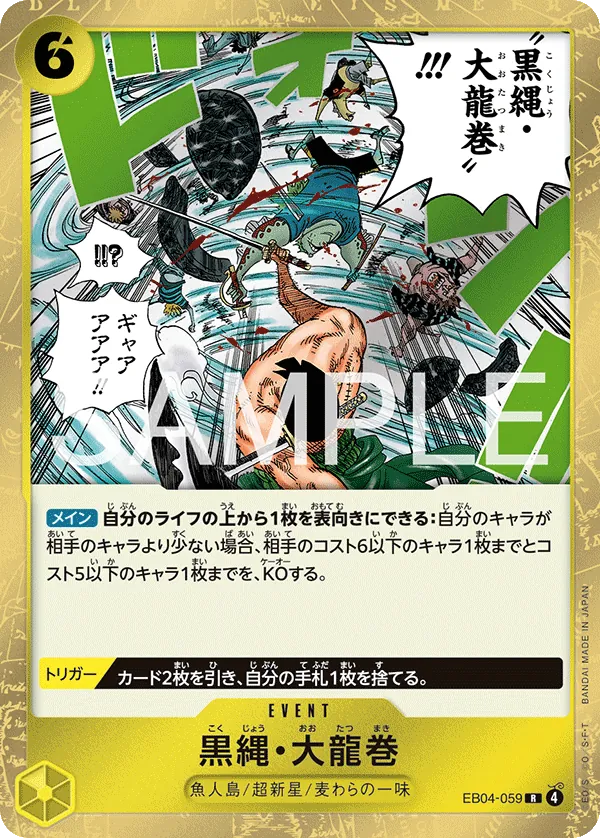 6
"黒縄・
大龍巻"
!!!
!!?
ギャア
アアア!!
SAMPLE
メイン 自分のライフの上から1枚を表向きにできる:自分のキャラが
相手のキャラより少ない場合、相手のコスト6以下のキャラ1枚までとコ
スト5以下のキャラ1枚までを、KOする。
トリガー カード2枚を引き、自分の手札1枚を捨てる。
EVENT
黒縄・大龍巻
魚人島/超新星/麦わらの一味
EB04-059 R 4
BANDAI MADE IN JAPAN